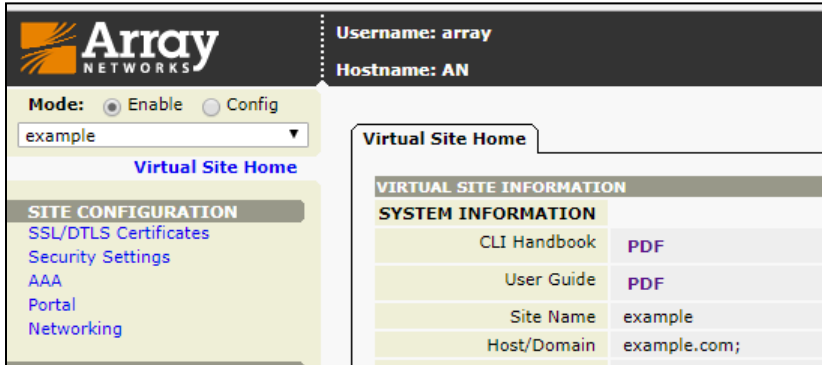 Array
NETWORKS
Username: array
Hostname: AN
Mode: Enable Config
example
Virtual Site Home
SITE CONFIGURATION
SSL/DTLS Certificates
Security Settings
AAA
Portal
Networking
Virtual Site Home
VIRTUAL SITE INFORMATION
SYSTEM INFORMATION
CLI Handbook PDF
User Guide PDF
Site Name example
Host/Domain example.com;